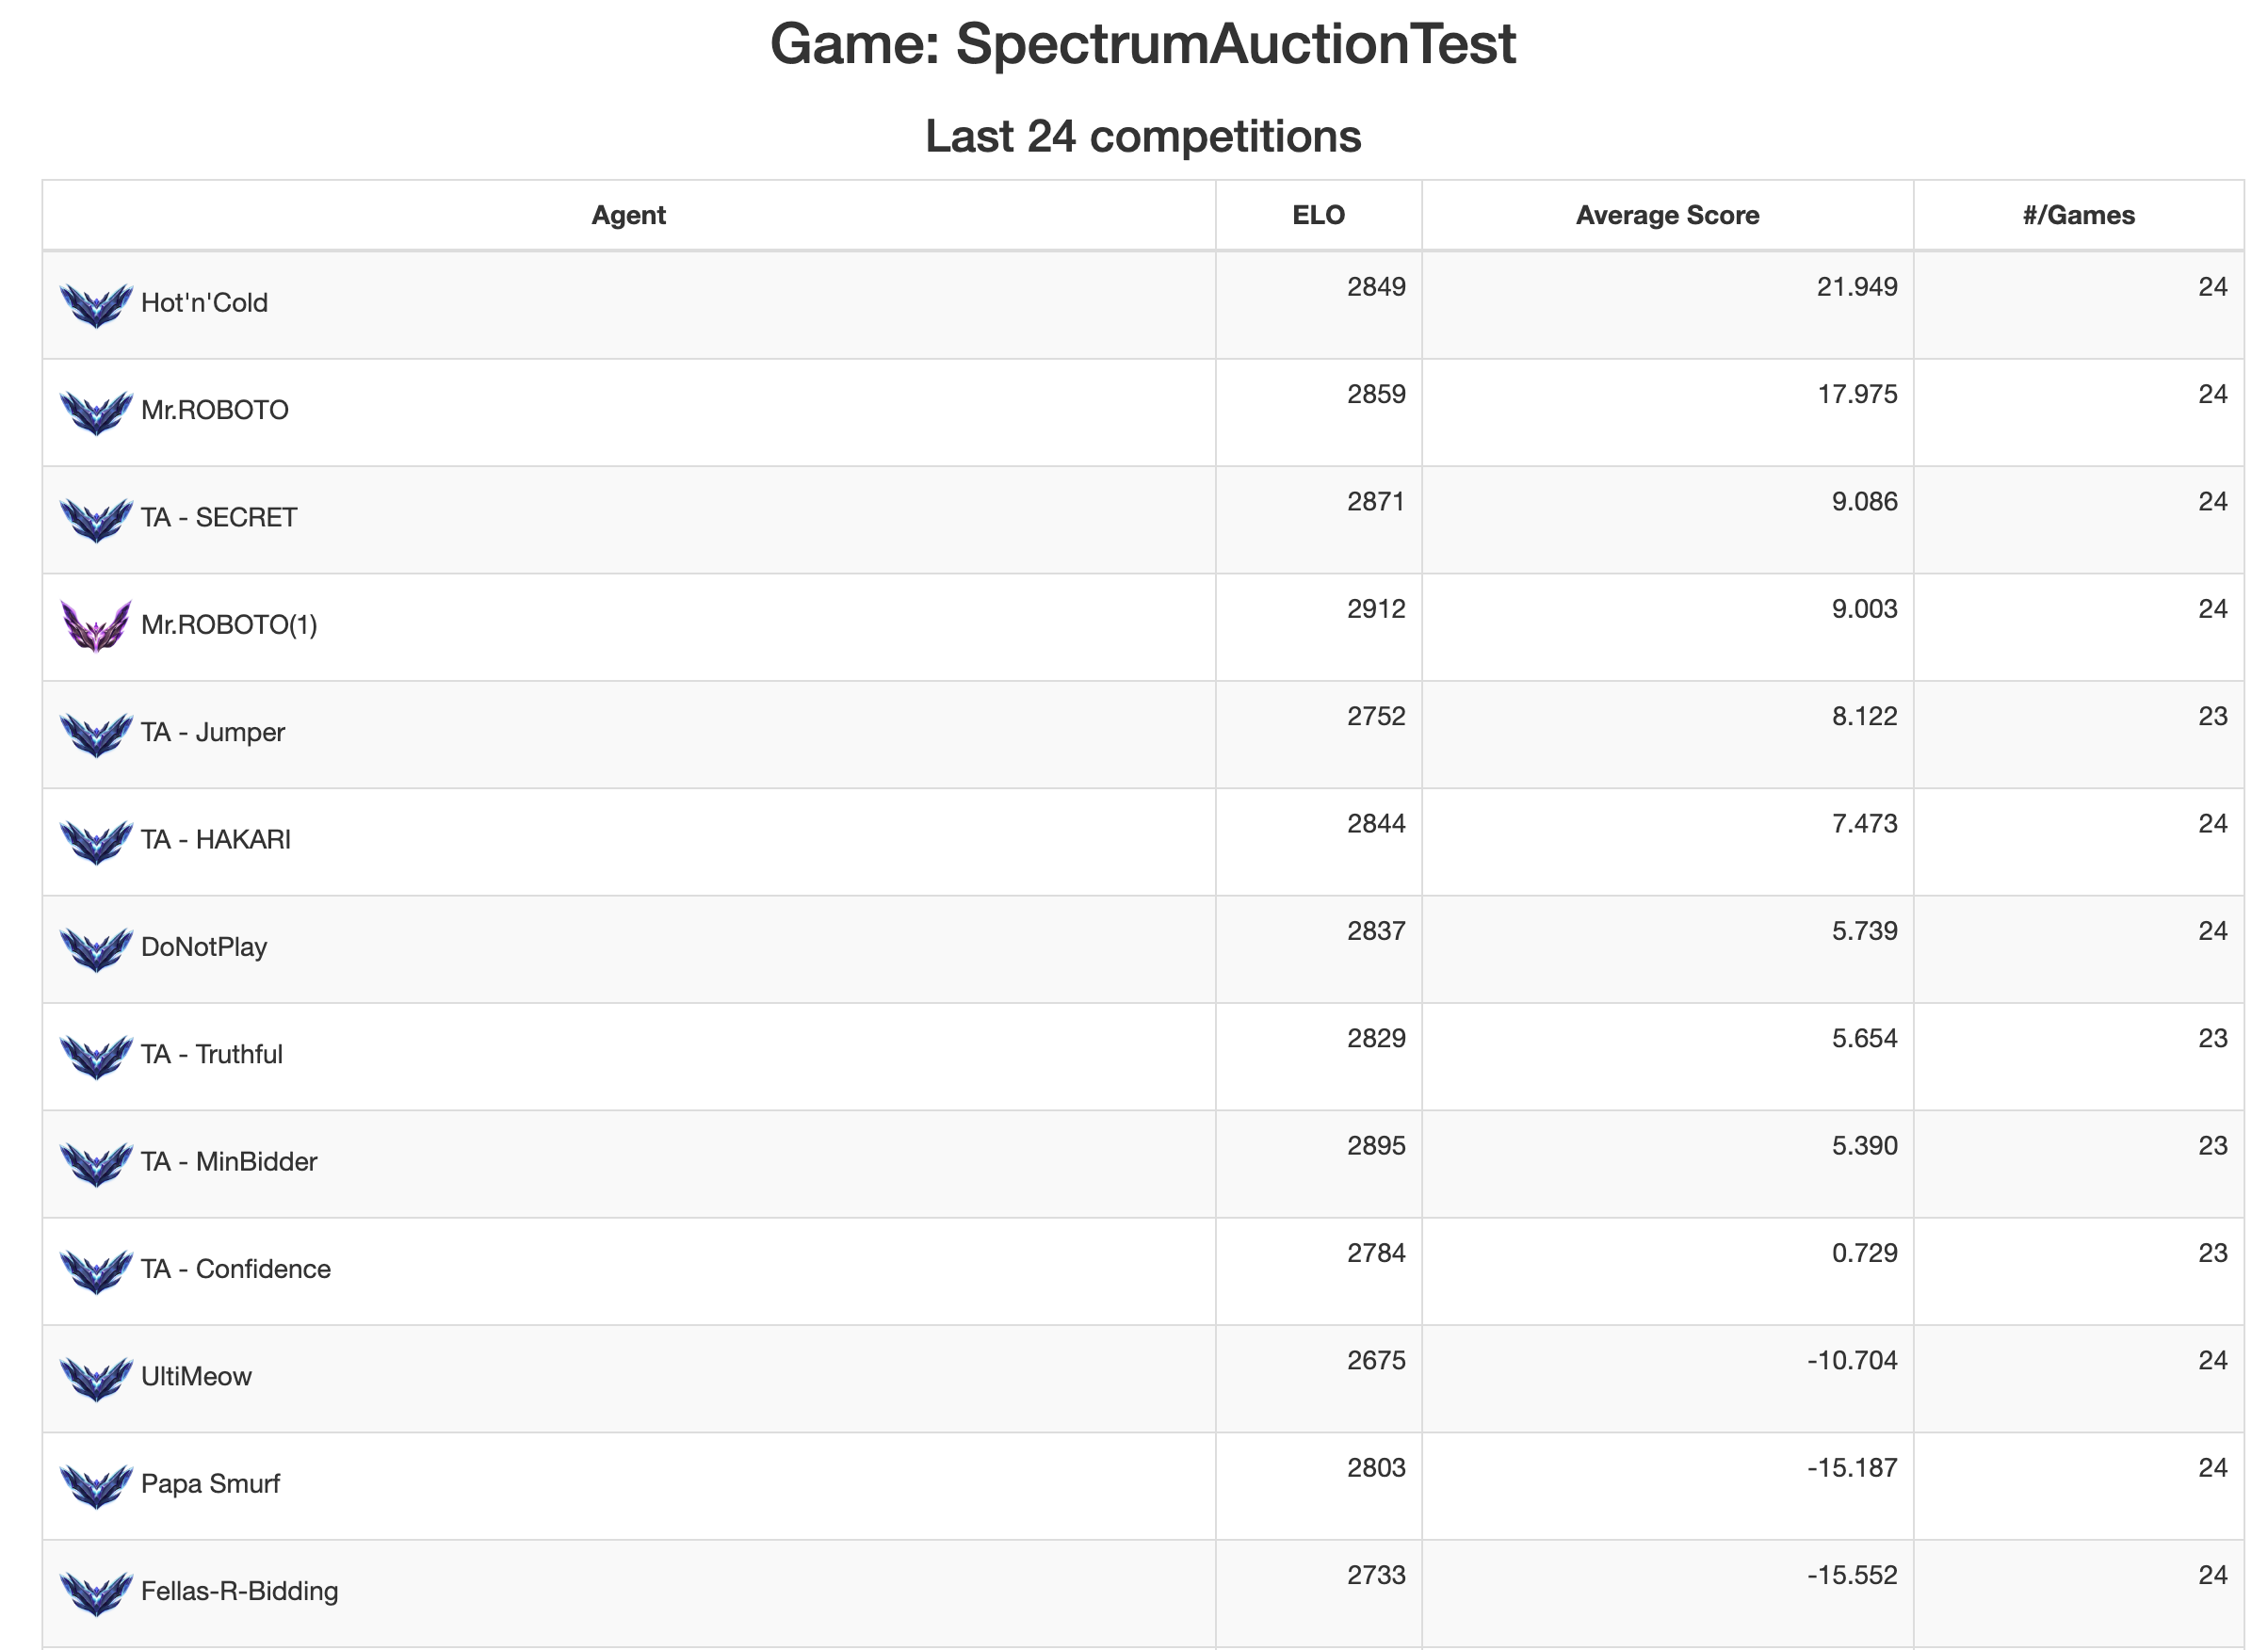 Game: SpectrumAuctionTest
Last 24 competitions
Agent ELO Average Score #/Games
Hot'n'Cold 2849 21.949 24
Mr.ROBOTO 2859 17.975 24
TA - SECRET 2871 9.086 24
Mr.ROBOTO(1) 2912 9.003 24
TA - Jumper 2752 8.122 23
TA - HAKARI 2844 7.473 24
DoNotPlay 2837 5.739 24
TA - Truthful 2829 5.654 23
TA - MinBidder 2895 5.390 23
TA - Confidence 2784 0.729 23
UltiMeow 2675 -10.704 24
Papa Smurf 2803 -15.187 24
Fellas-R-Bidding 2733 -15.552 24